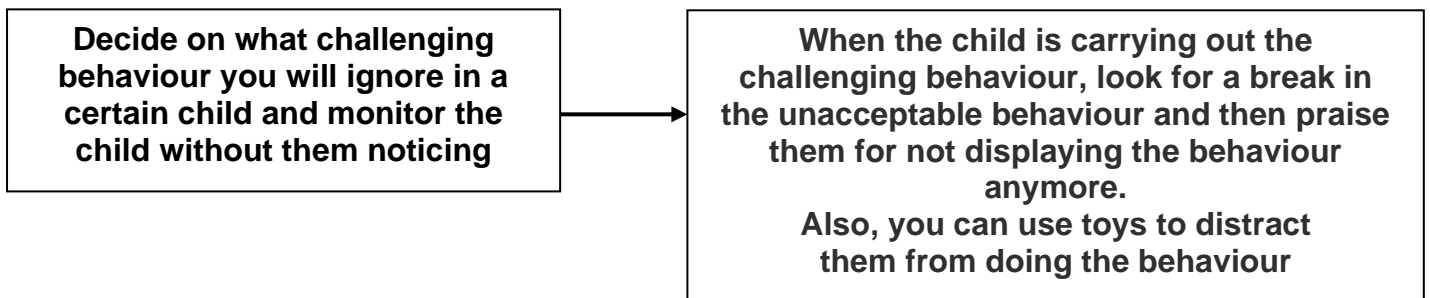 Decide on what challenging
behaviour you will ignore in a
certain child and monitor the
child without them noticing
When the child is carrying out the
challenging behaviour, look for a break in
the unacceptable behaviour and then praise
them for not displaying the behaviour
anymore.
Also, you can use toys to distract
them from doing the behaviour